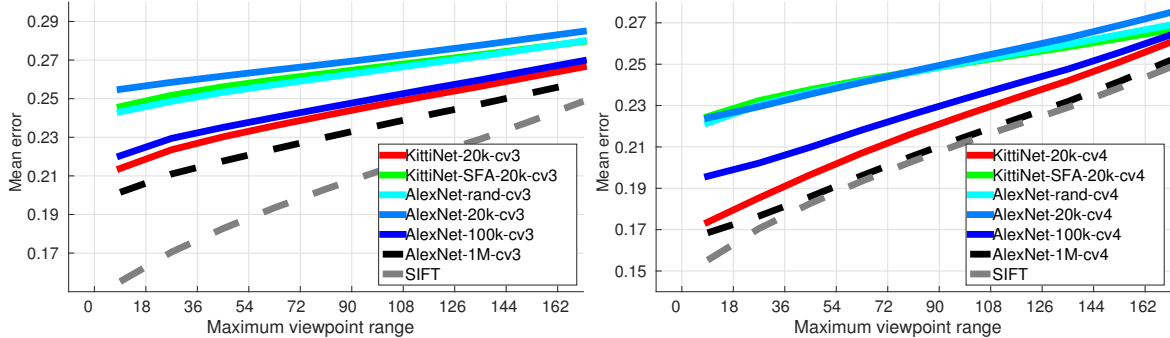 0.29
0.27
0.25
0.23
0.21
0.19
0.17
Mean error
0 18 36 54 72 90 108 126 144 162
Maximum viewpoint range
KittiNet-20k-cv3
KittiNet-SFA-20k-cv3
AlexNet-rand-cv3
AlexNet-20k-cv3
AlexNet-100k-cv3
AlexNet-1M-cv3
SIFT
0.27
0.25
0.23
0.21
0.19
0.17
0.15
Mean error
0 18 36 54 72 90 108 126 144 162
Maximum viewpoint range
KittiNet-20k-cv4
KittiNet-SFA-20k-cv4
AlexNet-rand-cv4
AlexNet-20k-cv4
AlexNet-100k-cv4
AlexNet-1M-cv4
SIFT